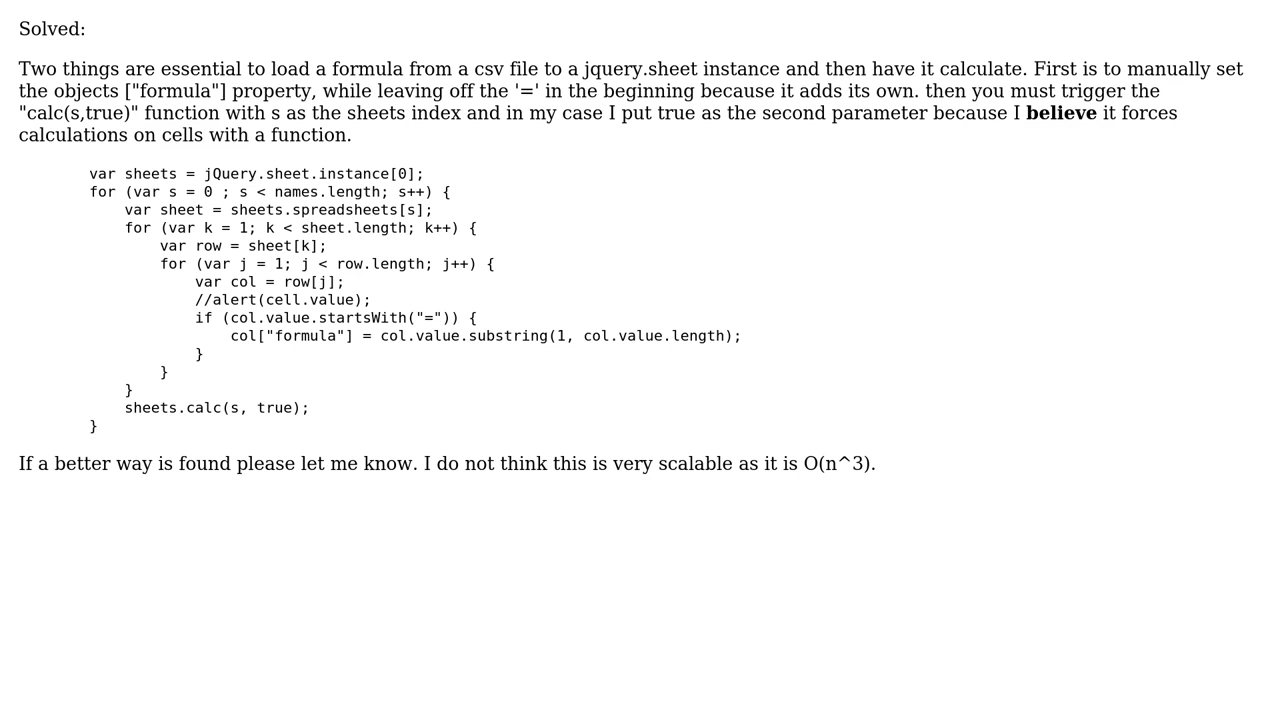 Solved:
Two things are essential to load a formula from a csv file to a jquery.sheet instance and then have it calculate. First is to manually set
the objects ["formula"] property, while leaving off the '=' in the beginning because it adds its own. then you must trigger the
"calc(s,true)" function with s as the sheets index and in my case I put true as the second parameter because I believe it forces
calculations on cells with a function.
var sheets = jQuery.sheet.instance[0];
for (var s = 0 ; s < names.length; s++) {
    var sheet = sheets.spreadsheets[s];
    for (var k = 1; k < sheet.length; k++) {
        var row = sheet[k];
        for (var j = 1; j < row.length; j++) {
            var col = row[j];
            //alert(cell.value);
            if (col.value.startsWith("=")) {
                col["formula"] = col.value.substring(1, col.value.length);
            }
        }
    }
    sheets.calc(s, true);
}
If a better way is found please let me know. I do not think this is very scalable as it is O(n^3).